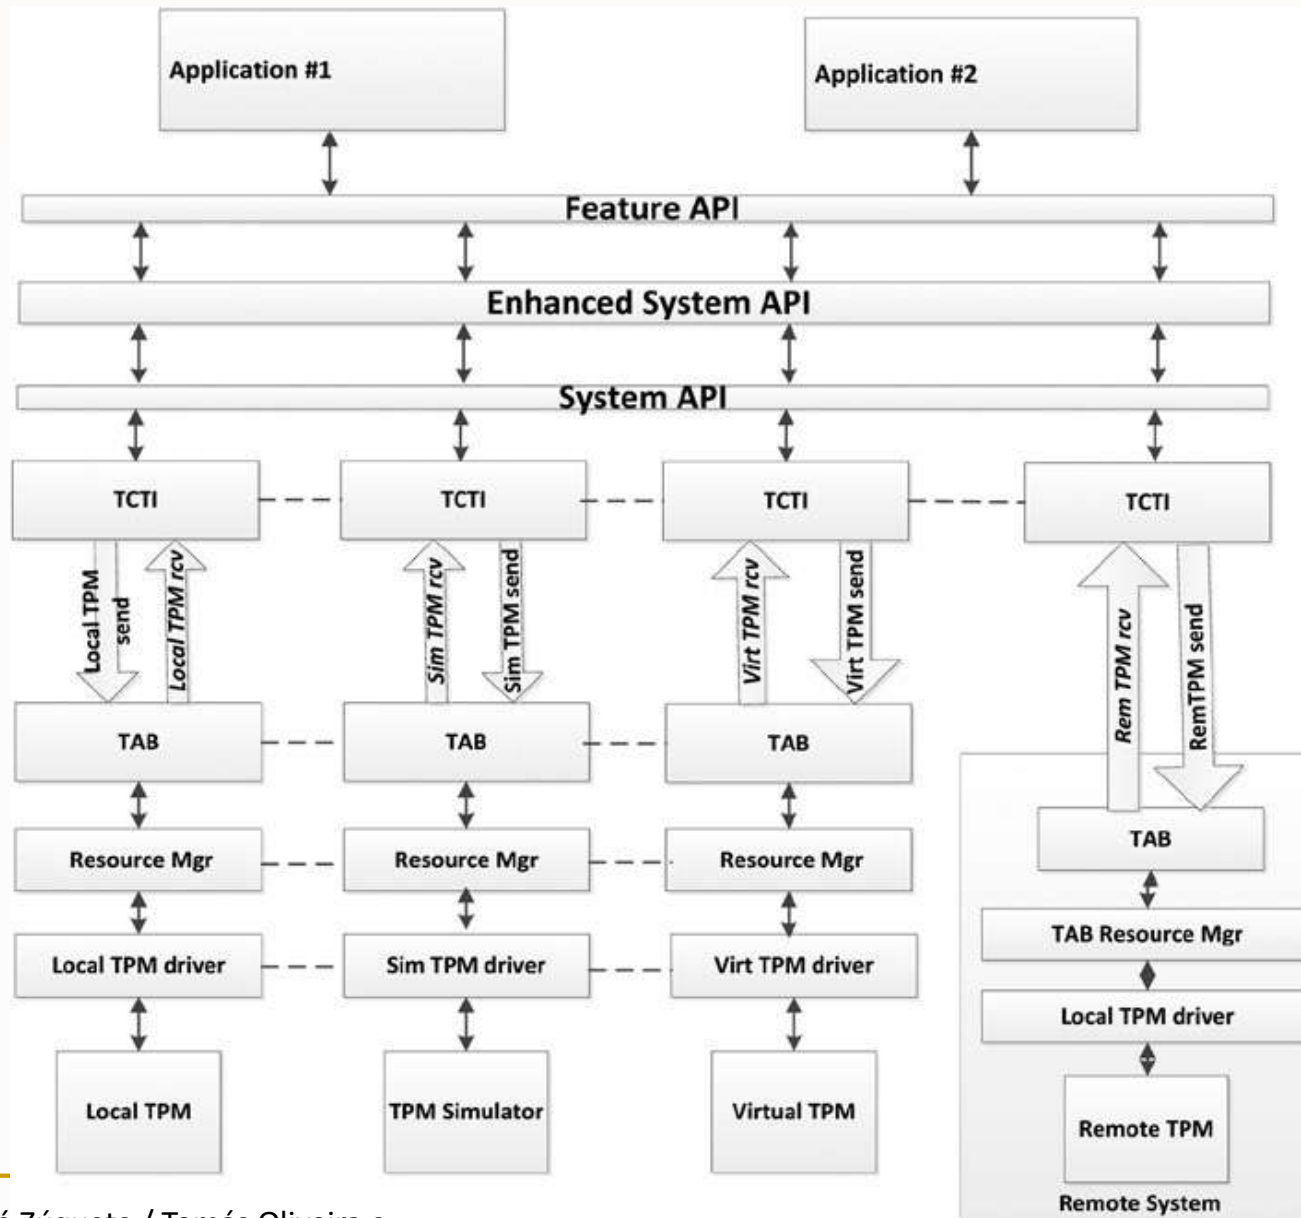 Application #1
Application #2
Feature API
Enhanced System API
System API
TCTI
TCTI
TCTI
TCTI
Local TPM
send
Local TPM rcv
Sim TPM rcv
Sim TPM send
Virt TPM rcv
Virt TPM send
Rem TPM rcv
RemTPM send
TAB
TAB
TAB
TAB
Resource Mgr
Resource Mgr
Resource Mgr
TAB Resource Mgr
Local TPM driver
Sim TPM driver
Virt TPM driver
Local TPM driver
Local TPM
TPM Simulator
Virtual TPM
Remote TPM
Remote System
/ Tomás Oliveira e